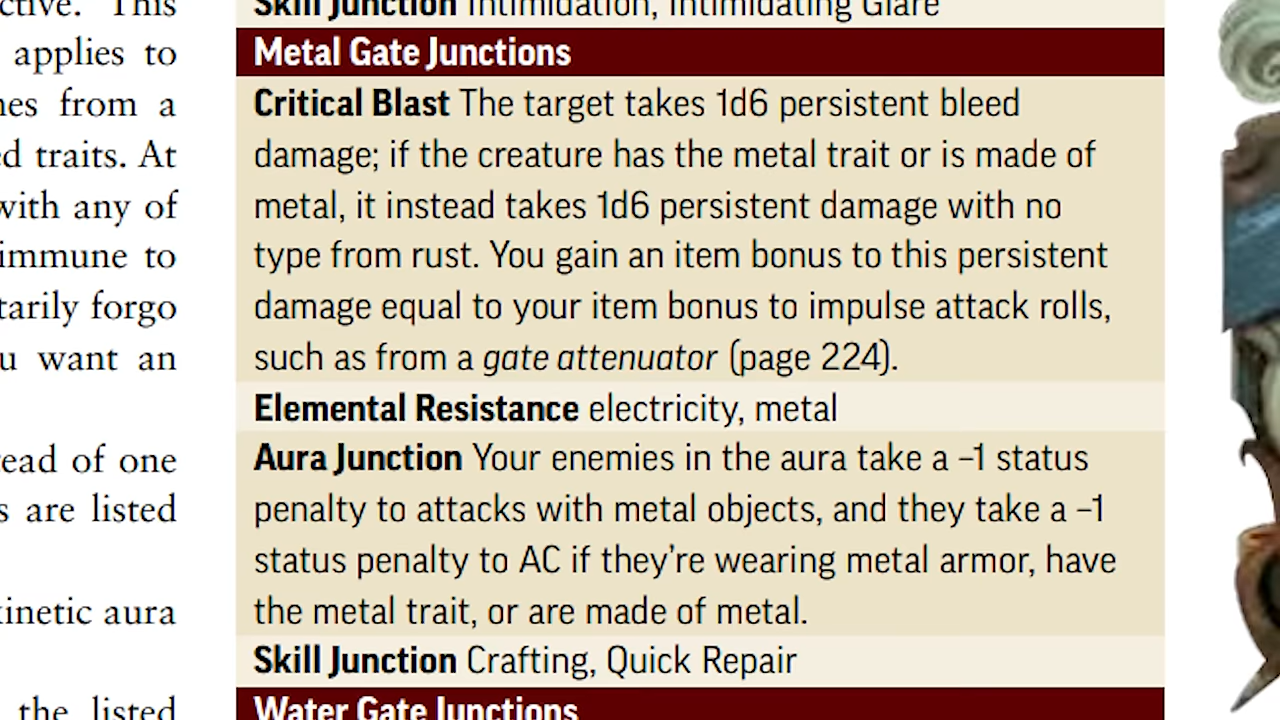 ctive. This
applies to
nes from a
ed traits. At
with any of
immune to
tarily forgo
u want an
ead of one
s are listed
kinetic aura
the listed
Skill Junction Intimidation, Intimidating Glare
Metal Gate Junctions
Critical Blast The target takes 1d6 persistent bleed
damage; if the creature has the metal trait or is made of
metal, it instead takes 1d6 persistent damage with no
type from rust. You gain an item bonus to this persistent
damage equal to your item bonus to impulse attack rolls,
such as from a gate attenuator (page 224).
Elemental Resistance electricity, metal
Aura Junction Your enemies in the aura take a –1 status
penalty to attacks with metal objects, and they take a –1
status penalty to AC if they're wearing metal armor, have
the metal trait, or are made of metal.
Skill Junction Crafting, Quick Repair
Water Gate Junctions